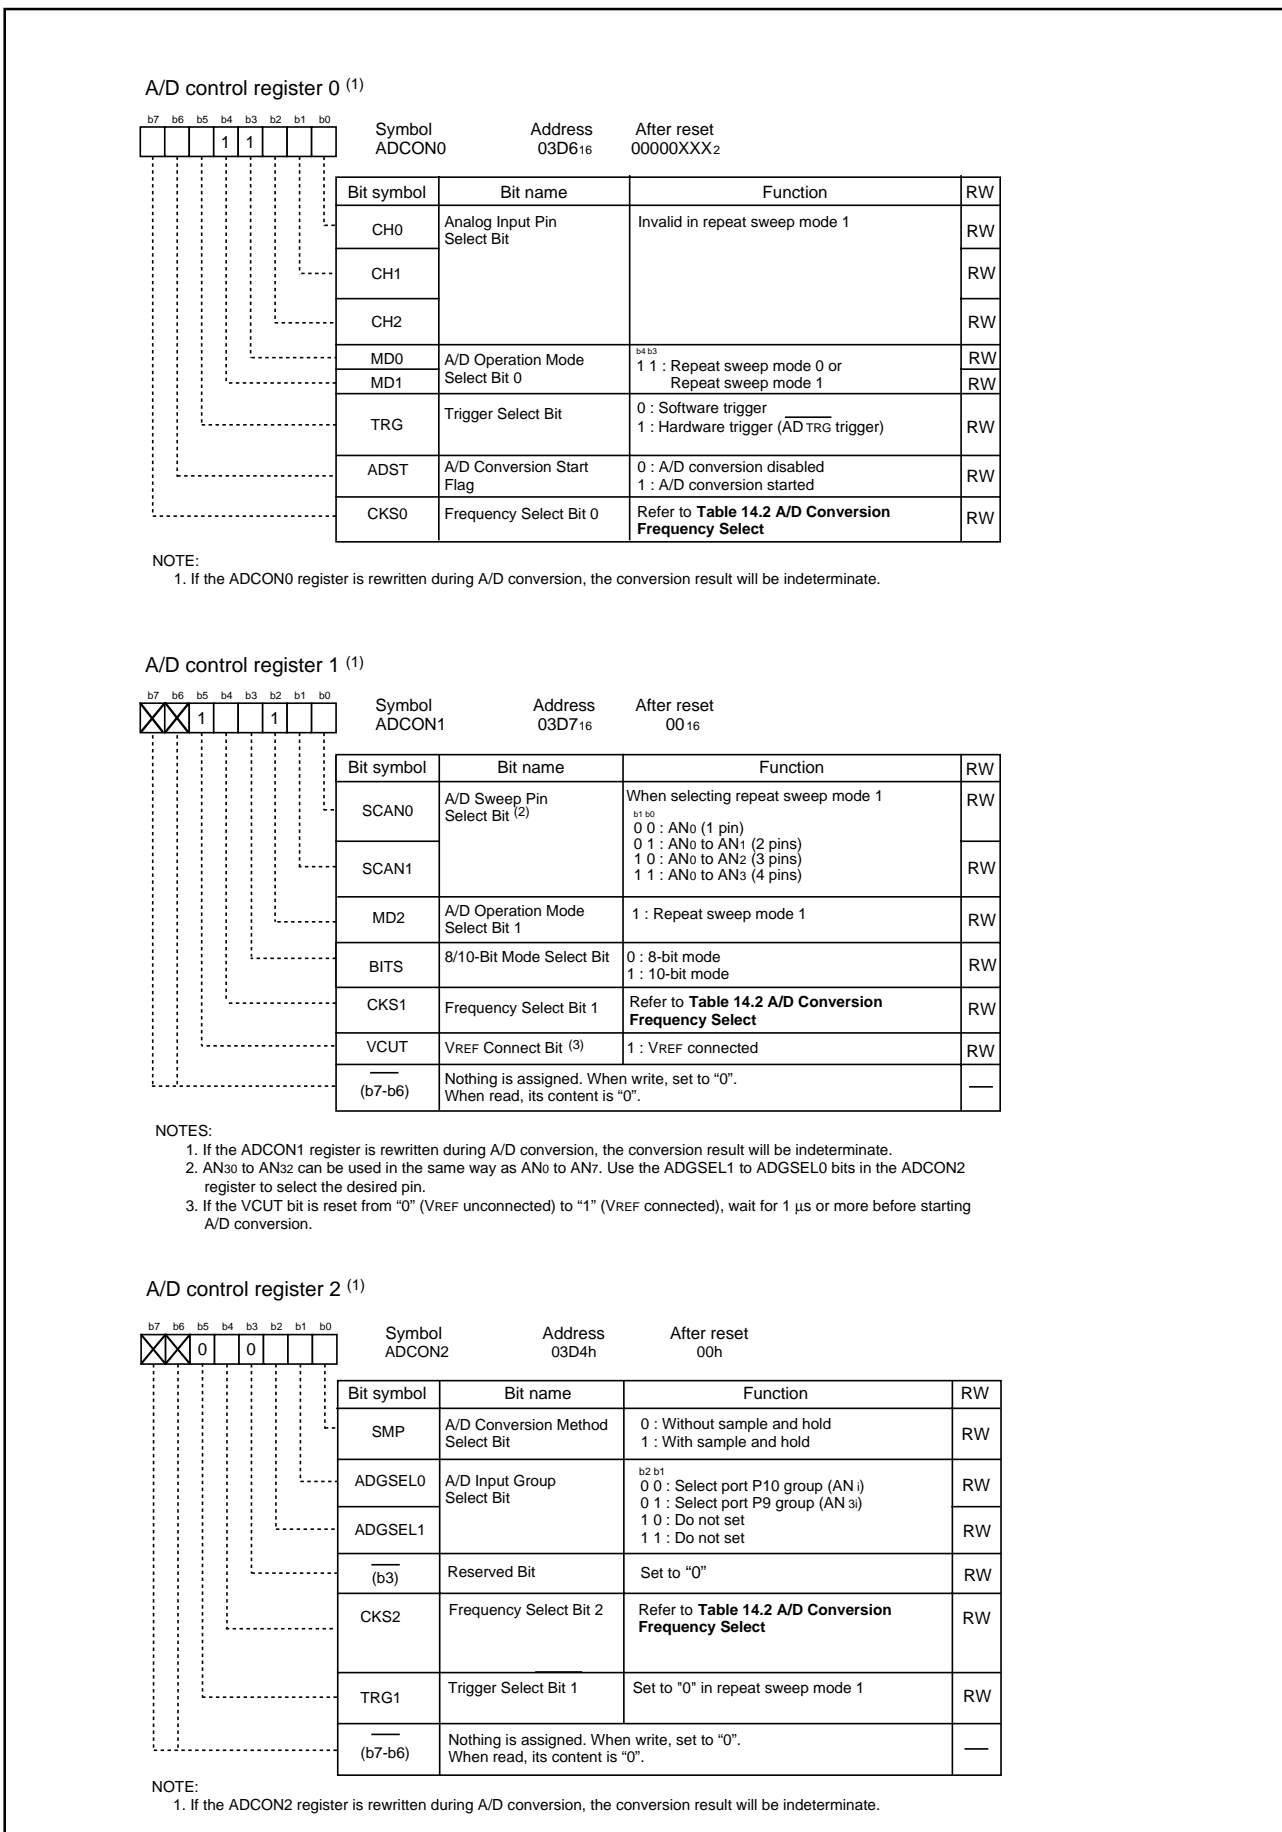 A/D control register 0 (1)
b7 b6 b5 b4 b3 b2 b1 b0
1 1
Symbol Address After reset
ADCON0 03D616 00000XXX2
Bit symbol Bit name Function RW
CH0 Analog Input Pin Select Bit Invalid in repeat sweep mode 1 RW
CH1 RW
CH2 RW
MD0 A/D Operation Mode Select Bit 0 b4 b3 RW
1 1 : Repeat sweep mode 0 or
MD1 Repeat sweep mode 1 RW
TRG Trigger Select Bit 0 : Software trigger
1 : Hardware trigger (ADTRG trigger) RW
ADST A/D Conversion Start Flag 0 : A/D conversion disabled
1 : A/D conversion started RW
CKS0 Frequency Select Bit 0 Refer to Table 14.2 A/D Conversion
Frequency Select RW
NOTE:
1. If the ADCON0 register is rewritten during A/D conversion, the conversion result will be indeterminate.
A/D control register 1 (1)
b7 b6 b5 b4 b3 b2 b1 b0
1 1
Symbol Address After reset
ADCON1 03D716 0016
Bit symbol Bit name Function RW
SCAN0 A/D Sweep Pin Select Bit (2) When selecting repeat sweep mode 1 RW
b1 b0
0 0 : AN0 (1 pin)
0 1 : AN0 to AN1 (2 pins)
1 0 : AN0 to AN2 (3 pins)
SCAN1 1 1 : AN0 to AN3 (4 pins) RW
MD2 A/D Operation Mode Select Bit 1 1 : Repeat sweep mode 1 RW
BITS 8/10-Bit Mode Select Bit 0 : 8-bit mode
1 : 10-bit mode RW
CKS1 Frequency Select Bit 1 Refer to Table 14.2 A/D Conversion
Frequency Select RW
VCUT VREF Connect Bit (3) 1 : VREF connected RW
(b7-b6) Nothing is assigned. When write, set to “0”.
When read, its content is “0”. —
NOTES:
1. If the ADCON1 register is rewritten during A/D conversion, the conversion result will be indeterminate.
2. AN30 to AN32 can be used in the same way as AN0 to AN7. Use the ADGSEL1 to ADGSEL0 bits in the ADCON2
register to select the desired pin.
3. If the VCUT bit is reset from “0” (VREF unconnected) to “1” (VREF connected), wait for 1 µs or more before starting
A/D conversion.
A/D control register 2 (1)
b7 b6 b5 b4 b3 b2 b1 b0
0 0
Symbol Address After reset
ADCON2 03D4h 00h
Bit symbol Bit name Function RW
SMP A/D Conversion Method Select Bit 0 : Without sample and hold
1 : With sample and hold RW
ADGSEL0 A/D Input Group Select Bit b2 b1
0 0 : Select port P10 group (ANi) RW
0 1 : Select port P9 group (AN3i)
1 0 : Do not set
ADGSEL1 1 1 : Do not set RW
(b3) Reserved Bit Set to “0” RW
CKS2 Frequency Select Bit 2 Refer to Table 14.2 A/D Conversion
Frequency Select RW
TRG1 Trigger Select Bit 1 Set to "0" in repeat sweep mode 1 RW
(b7-b6) Nothing is assigned. When write, set to “0”.
When read, its content is “0”. —
NOTE:
1. If the ADCON2 register is rewritten during A/D conversion, the conversion result will be indeterminate.